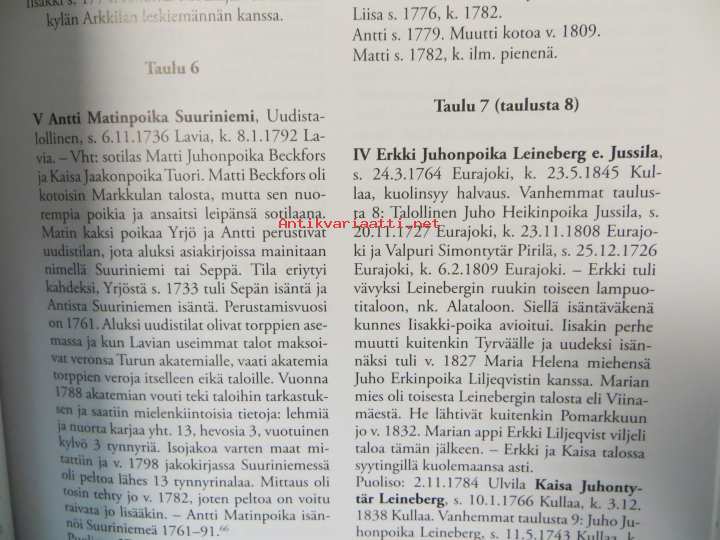 kylän Arkkilan leskiemännän kanssa.
Taulu 6
V Antti Matinpoika Suuriniemi, Uudista-
lollinen, s. 6.11.1736 Lavia, k. 8.1.1792 La-
via. – Vht: sotilas Matti Juhonpoika Beckfors
ja Kaisa Jaakonpoika Tuori. Matti Beckfors oli
kotoisin Markkulan talosta, mutta sen nuo-
rempia poikia ja ansaitsi leipänsä sotilaana.
Matin kaksi poikaa Yrjö ja Antti perustivat
uudistilan, jota aluksi asiakirjoissa mainitaan
nimellä Suuriniemi tai Seppä. Tila eriytyi
kahdeksi, Yrjöstä s. 1733 tuli Sepän isäntä ja
Antista Suuriniemen isäntä. Perustamisvuosi
on 1761. Aluksi uudistilat olivat torppien ase-
massa ja kun Lavian useimmat talot maksoi-
vat veronsa Turun akatemialle, vaati akatemia
torppien veroja itselleen eikä taloille. Vuonna
1788 akatemian vouti teki taloihin tarkastuk-
sen ja saatiin mielenkiintoisia tietoja: lehmiä
ja nuorta karjaa yht. 13, hevosia 3, vuotuinen
kylvö 3 tynnyriä. Isojakoa varten maat mi-
tattiin ja v. 1798 jakokirjassa Suuriniemessä
oli peltoa lähes 13 tynnyrinalaa. Mittaus oli
tosin tehty jo v. 1782, joten peltoa on voitu
raivata jo lisääkin. – Antti Matinpoika isän-
nöi Suuriniemeä 1761–91.⁶⁶
Liisa s. 1776, k. 1782.
Antti s. 1779. Muutti kotoa v. 1809.
Matti s. 1782, k. ilm. pienenä.
Taulu 7 (taulusta 8)
IV Erkki Juhonpoika Leineberg e. Jussila,
s. 24.3.1764 Eurajoki, k. 23.5.1845 Kul-
laa, kuolinsyy halvaus. Vanhemmat taulus-
ta 8: Talollinen Juho Heikinpoika Jussila, s.
20.11.1727 Eurajoki, k. 23.11.1808 Eurajo-
ki ja Valpuri Simontytär Pirilä, s. 25.12.1726
Eurajoki, k. 6.2.1809 Eurajoki. – Erkki tuli
vävyksi Leinebergin ruukin toiseen lampuo-
titaloon, nk. Alataloon. Siellä isäntäväkenä
kunnes Iisakki-poika avioitui. Iisakin perhe
muutti kuitenkin Tyrväälle ja uudeksi isän-
näksi tuli v. 1827 Maria Helena miehensä
Juho Erkinpoika Liljeqvistin kanssa. Marian
mies oli toisesta Leinebergin talosta eli Viina-
mäestä. He lähtivät kuitenkin Pomarkkuun
jo v. 1832. Marian appi Erkki Liljeqvist viljeli
taloa tämän jälkeen. – Erkki ja Kaisa talossa
syytingillä kuolemaansa asti.
Puoliso: 2.11.1784 Ulvila Kaisa Juhonty-
tär Leineberg, s. 10.1.1766 Kullaa, k. 3.12.
1838 Kullaa. Vanhemmat taulusta 9: Juho Ju-
honpoika Leineberg, s. 11.5.1743 Kullaa, k.
Antikvariaatti.net